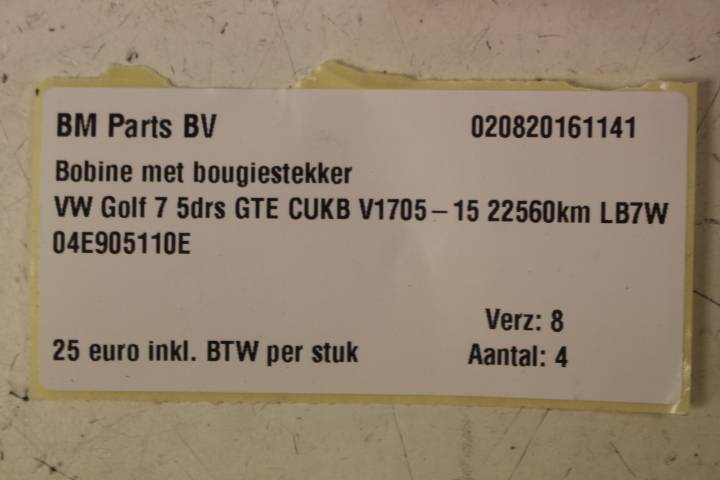 BM Parts BV 020820161141
Bobine met bougiestekker
VW Golf 7 5drs GTE CUKB V1705-15 22560km LB7W
04E905110E
Verz: 8
25 euro inkl. BTW per stuk Aantal: 4